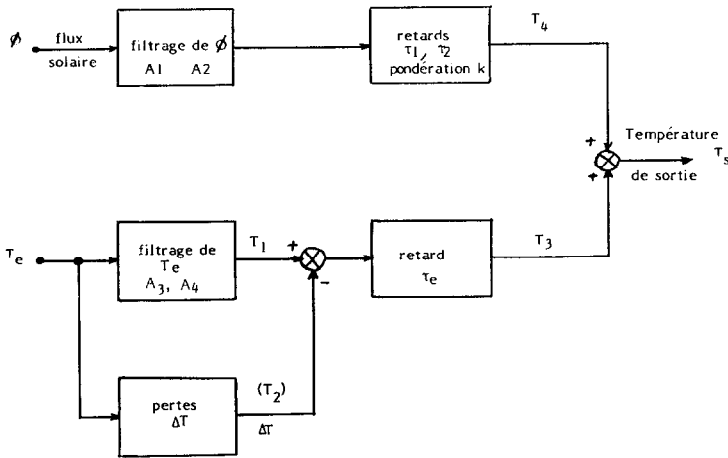 Φ
flux
solaire
filtrage de Φ
A1 A2
retards
τ1, τ2
pondération k
T4
+
+
Température
de sortie
Ts
Te
filtrage de
Te
A3, A4
T1
+
-
retard
τe
T3
pertes
ΔT
(T2)
ΔT